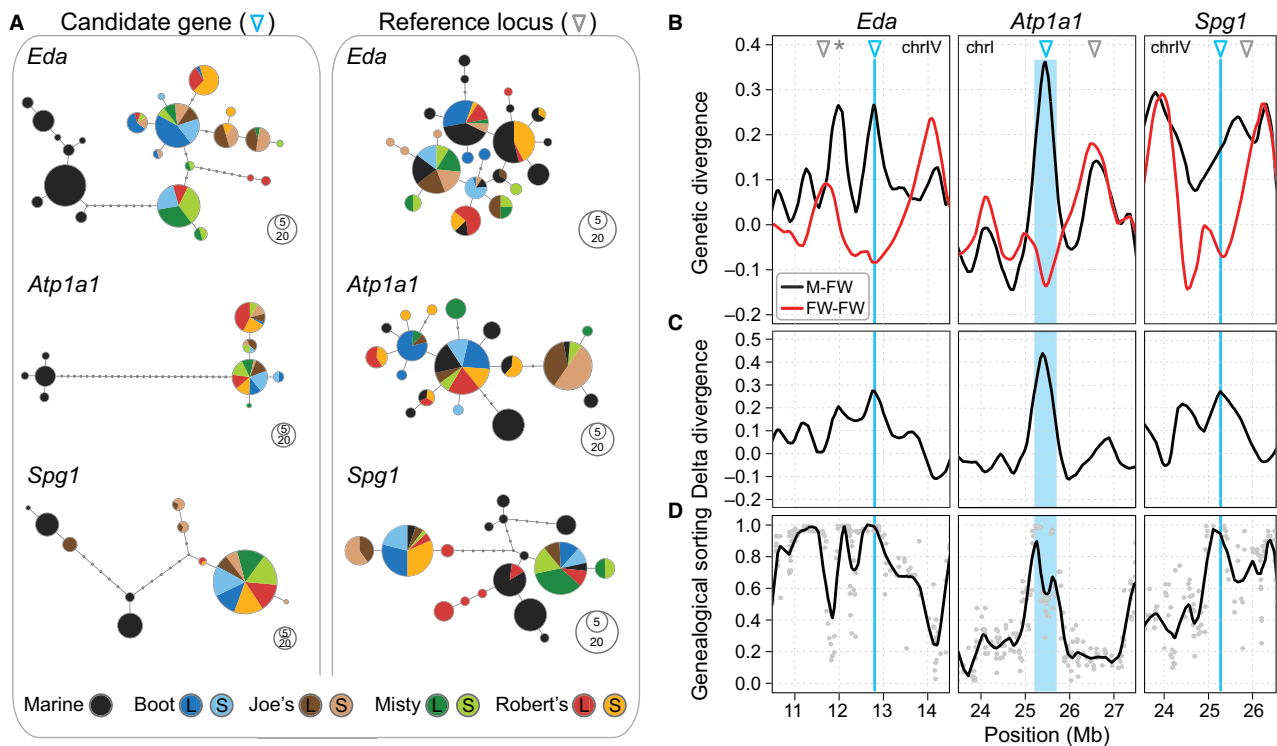 A
Candidate gene ( )
Reference locus ( )
Eda
Eda
5
20
5
20
Atp1a1
Atp1a1
5
20
5
20
Spg1
Spg1
5
20
5
20
Marine
Boot L S
Joe's L S
Misty L S
Robert's L S
B
Eda
Atp1a1
Spg1
* chrIV
chrI
chrIV
Genetic divergence
0.4
0.3
0.2
0.1
0.0
–0.1
–0.2
M-FW
FW-FW
C
Delta divergence
0.5
0.4
0.3
0.2
0.1
0.0
–0.1
–0.2
D
Genealogical sorting
1.0
0.8
0.6
0.4
0.2
0.0
11 12 13 14
24 25 26 27
24 25 26
Position (Mb)